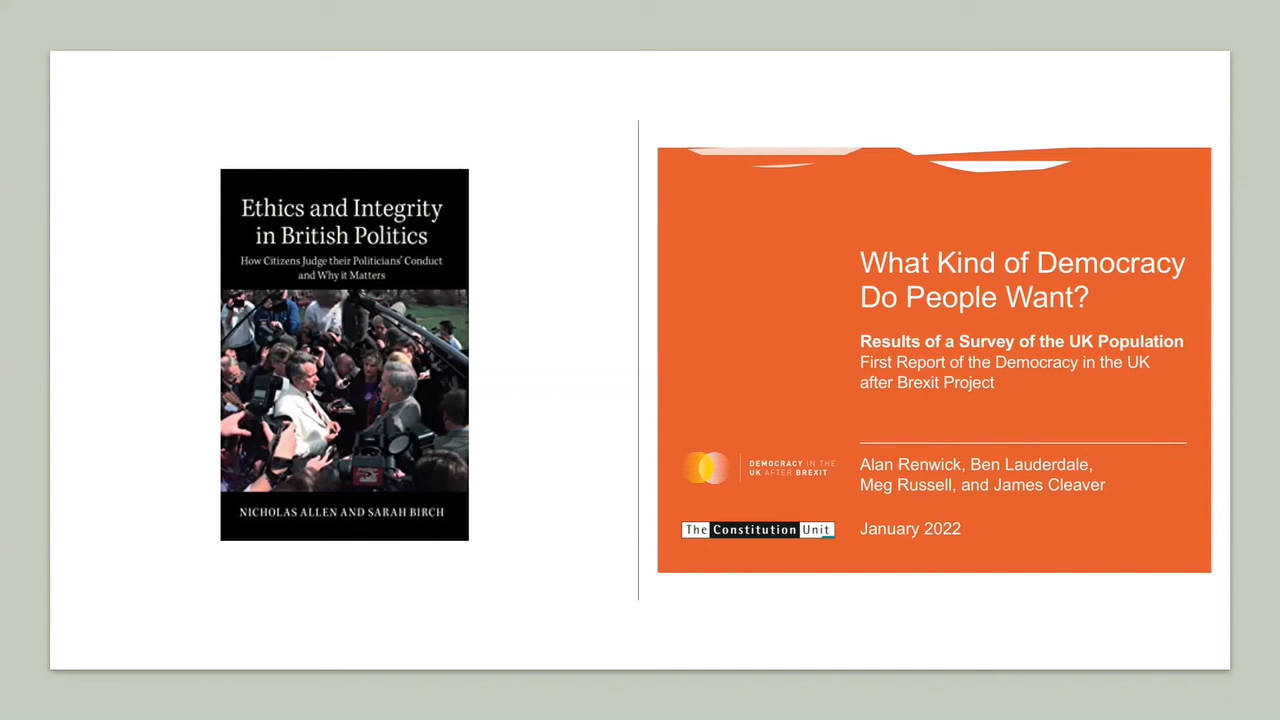 Ethics and Integrity
in British Politics
How Citizens Judge their Politicians' Conduct
and Why it Matters
NICHOLAS ALLEN AND SARAH BIRCH
What Kind of Democracy
Do People Want?
Results of a Survey of the UK Population
First Report of the Democracy in the UK
after Brexit Project
DEMOCRACY IN THE
UK AFTER BREXIT
Alan Renwick, Ben Lauderdale,
Meg Russell, and James Cleaver
The Constitution Unit
January 2022